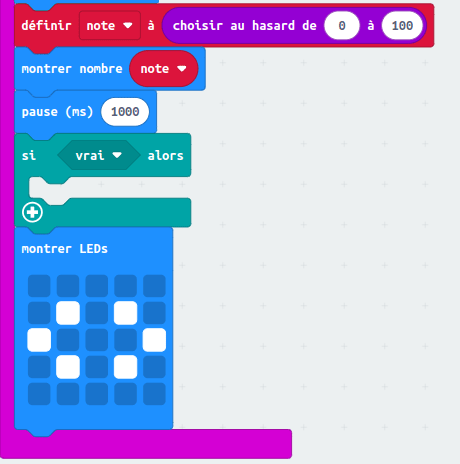 définir note à choisir au hasard de 0 à 100
montrer nombre note
pause (ms) 1000
si vrai alors
montrer LEDs